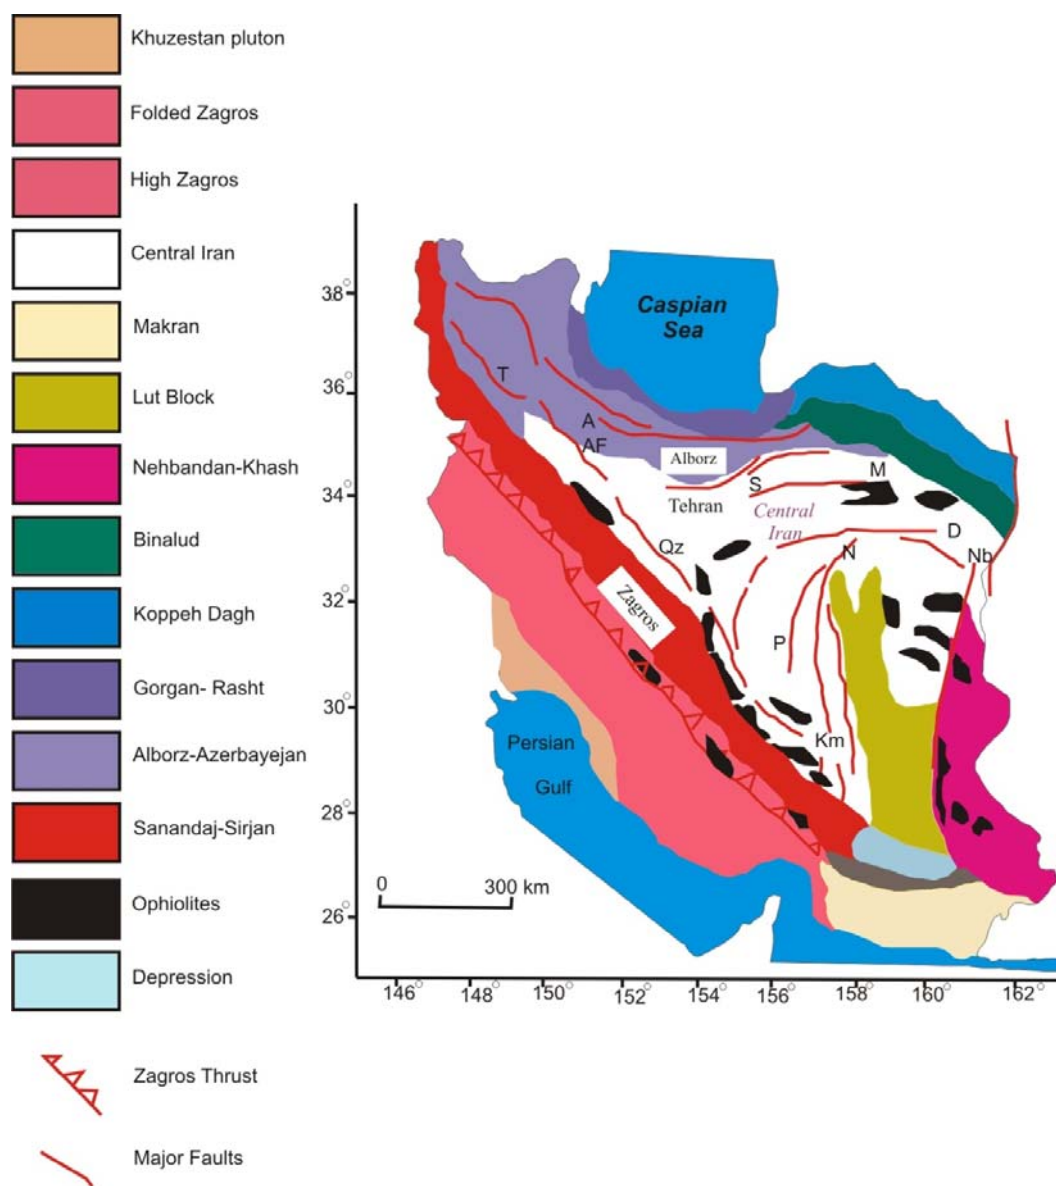 Khuzestan pluton
Folded Zagros
High Zagros
Central Iran
Makran
Lut Block
Nehbandan-Khash
Binalud
Koppeh Dagh
Gorgan- Rasht
Alborz-Azerbayejan
Sanandaj-Sirjan
Ophiolites
Depression
Zagros Thrust
Major Faults
38°
36°
34°
32°
30°
28°
26°
Caspian
Sea
T
A
AF
Alborz
M
S
Tehran
Central
Iran
D
Qz
N
Nb
Zagros
P
Km
Persian
Gulf
0
300 km
146°
148°
150°
152°
154°
156°
158°
160°
162°